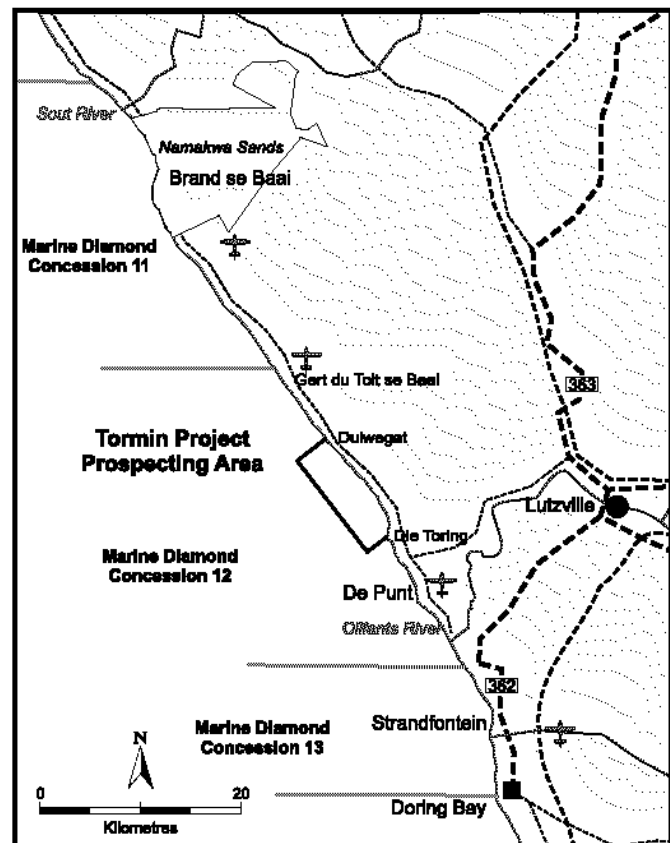 Sout River
Namakwa Sands
Brand se Baai
Marine Diamond
Concession 11
Gert du Toit se Baai
363
Duiwegat
Tormin Project
Prospecting Area
Lutzville
Die Toring
Marine Diamond
Concession 12
De Punt
Olifants River
362
Strandfontein
Marine Diamond
Concession 13
N
0 20
Kilometres
Doring Bay